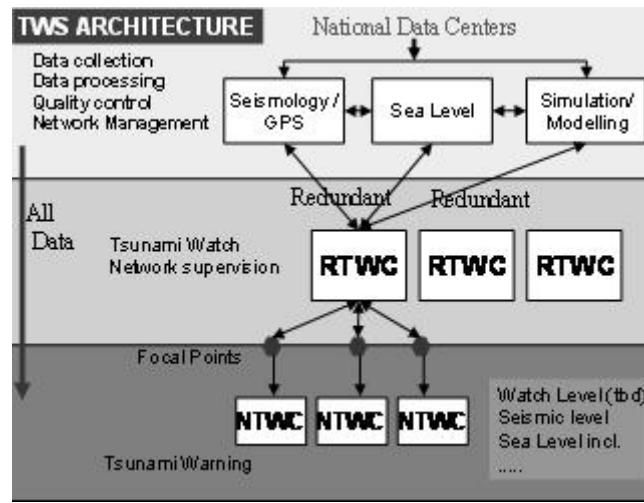 TWS ARCHITECTURE
National Data Centers
Data collection
Data processing
Quality control
Network Management
Seismology /
GPS
Sea Level
Simulation/
Modelling
Redundant
Redundant
All
Data
Tsunami Watch
Network supervision
RTWC
RTWC
RTWC
Focal Points
NTWC
NTWC
NTWC
Tsunami Warning
Watch Level (tbd)
Seismic level
Sea Level incl.
.....